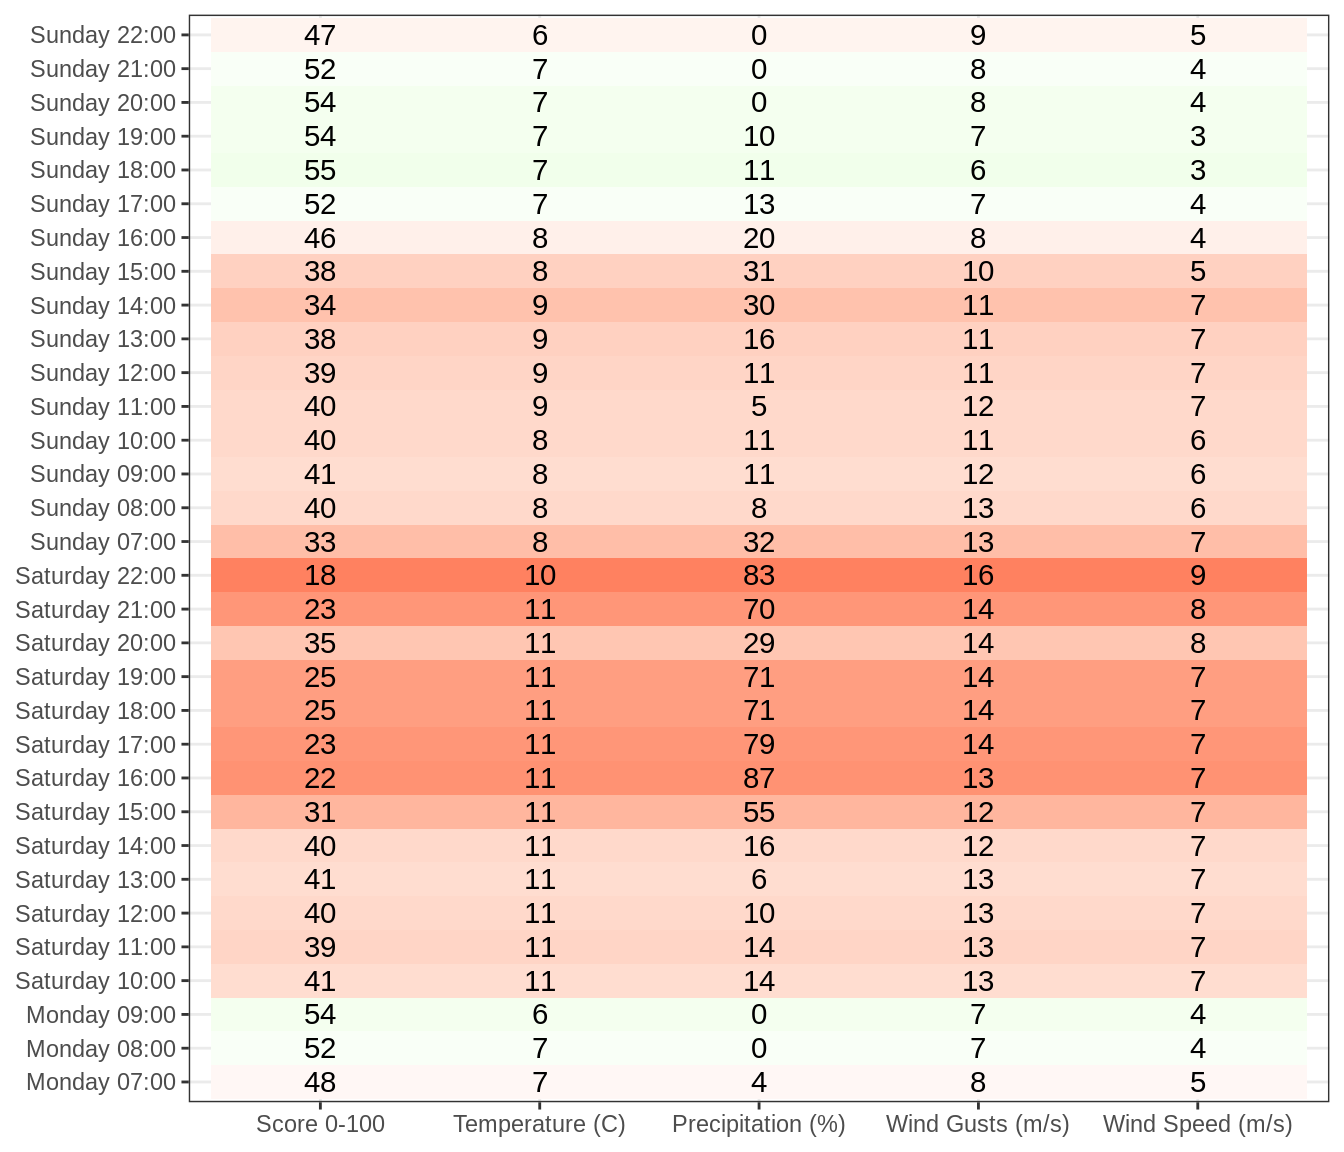 Sunday 22:00 47 6 0 9 5
Sunday 21:00 52 7 0 8 4
Sunday 20:00 54 7 0 8 4
Sunday 19:00 54 7 10 7 3
Sunday 18:00 55 7 11 6 3
Sunday 17:00 52 7 13 7 4
Sunday 16:00 46 8 20 8 4
Sunday 15:00 38 8 31 10 5
Sunday 14:00 34 9 30 11 7
Sunday 13:00 38 9 16 11 7
Sunday 12:00 39 9 11 11 7
Sunday 11:00 40 9 5 12 7
Sunday 10:00 40 8 11 11 6
Sunday 09:00 41 8 11 12 6
Sunday 08:00 40 8 8 13 6
Sunday 07:00 33 8 32 13 7
Saturday 22:00 18 10 83 16 9
Saturday 21:00 23 11 70 14 8
Saturday 20:00 35 11 29 14 8
Saturday 19:00 25 11 71 14 7
Saturday 18:00 25 11 71 14 7
Saturday 17:00 23 11 79 14 7
Saturday 16:00 22 11 87 13 7
Saturday 15:00 31 11 55 12 7
Saturday 14:00 40 11 16 12 7
Saturday 13:00 41 11 6 13 7
Saturday 12:00 40 11 10 13 7
Saturday 11:00 39 11 14 13 7
Saturday 10:00 41 11 14 13 7
Monday 09:00 54 6 0 7 4
Monday 08:00 52 7 0 7 4
Monday 07:00 48 7 4 8 5
Score 0-100 Temperature (C) Precipitation (%) Wind Gusts (m/s) Wind Speed (m/s)